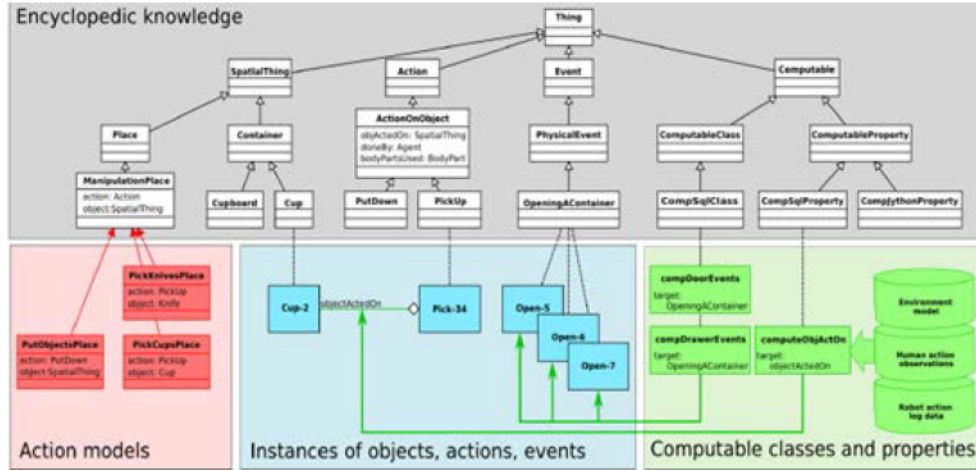 Encyclopedic knowledge
Thing
SpatialThing
Action
Event
Computable
Place
Container
ActionOnObject
objActedOn: SpatialThing
doneBy: Agent
bodyPartsUsed: BodyPart
PhysicalEvent
ComputableClass
ComputableProperty
ManipulationPlace
action: Action
object:SpatialThing
Cupboard
Cup
PutDown
PickUp
OpeningAContainer
CompSqlClass
CompSqlProperty
CompJythonProperty
PickKnivesPlace
action: PickUp
object: Knife
PutObjectsPlace
action: PutDown
object:SpatialThing
PickCupsPlace
action: PickUp
object: Cup
Action models
Cup-2
objectActedOn
Pick-34
Open-5
Open-6
Open-7
Instances of objects, actions, events
compDoorEvents
target:
OpeningAContainer
compDrawerEvents
target:
OpeningAContainer
computeObjActOn
target:
objectActedOn
Environment
model
Human action
observations
Robot action
log data
Computable classes and properties